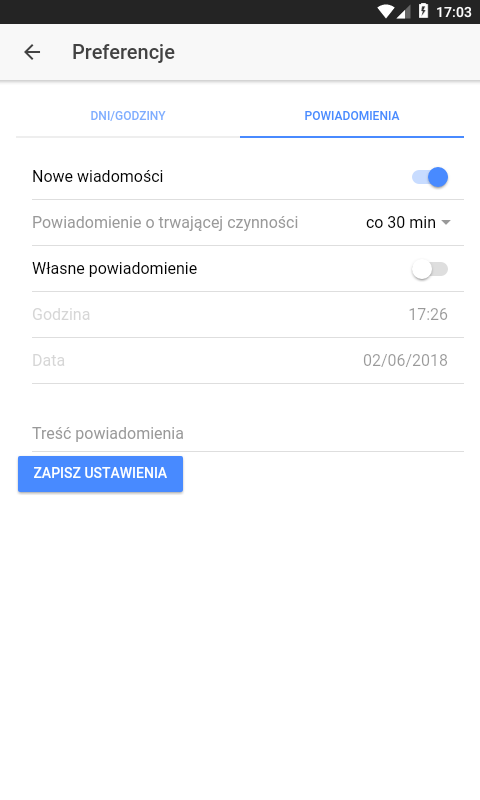 17:03
Preferencje
DNI/GODZINY
POWIADOMIENIA
Nowe wiadomości
Powiadomienie o trwającej czynności co 30 min
Własne powiadomienie
Godzina 17:26
Data 02/06/2018
Treść powiadomienia
ZAPISZ USTAWIENIA